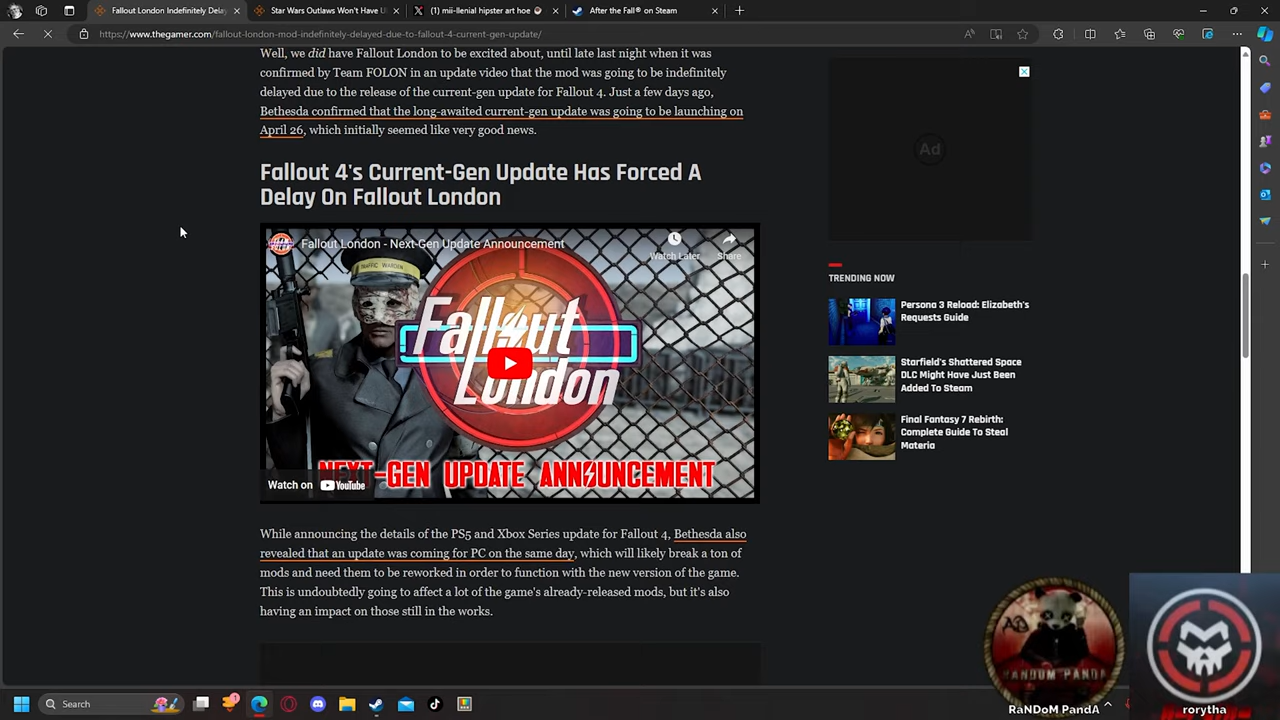 Fallout London Indefinitely Dela
Star Wars Outlaws Won't Have U
(1) mii-llenial hipster art hoe
After the Fall® on Steam
https://www.thegamer.com/fallout-london-mod-indefinitely-delayed-due-to-fallout-4-current-gen-update/
Well, we did have Fallout London to be excited about, until late last night when it was
confirmed by Team FOLON in an update video that the mod was going to be indefinitely
delayed due to the release of the current-gen update for Fallout 4. Just a few days ago,
Bethesda confirmed that the long-awaited current-gen update was going to be launching on
April 26, which initially seemed like very good news.
Ad
Fallout 4's Current-Gen Update Has Forced A
Delay On Fallout London
Fallout London - Next-Gen Update Announcement
Watch Later
Share
TRAFFIC WARDEN
Fallout
London
NEXT-GEN UPDATE ANNOUNCEMENT
Watch on YouTube
TRENDING NOW
Persona 3 Reload: Elizabeth's
Requests Guide
Starfield's Shattered Space
DLC Might Have Just Been
Added To Steam
Final Fantasy 7 Rebirth:
Complete Guide To Steal
Materia
While announcing the details of the PS5 and Xbox Series update for Fallout 4, Bethesda also
revealed that an update was coming for PC on the same day, which will likely break a ton of
mods and need them to be reworked in order to function with the new version of the game.
This is undoubtedly going to affect a lot of the game's already-released mods, but it's also
having an impact on those still in the works.
RANDOM PANDA
RaNDoM PandA
rorytha
Search